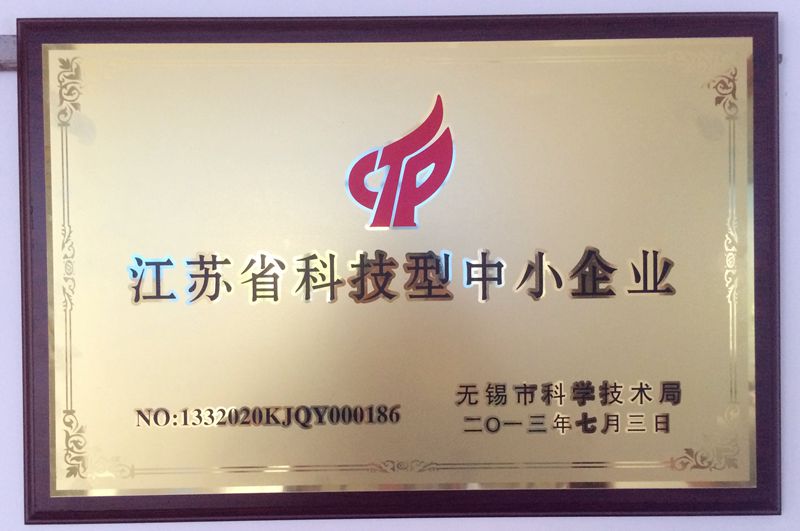 CTP
江苏省科技型中小企业
NO:1332020KJQY000186
无锡市科学技术局
二〇一三年七月三日